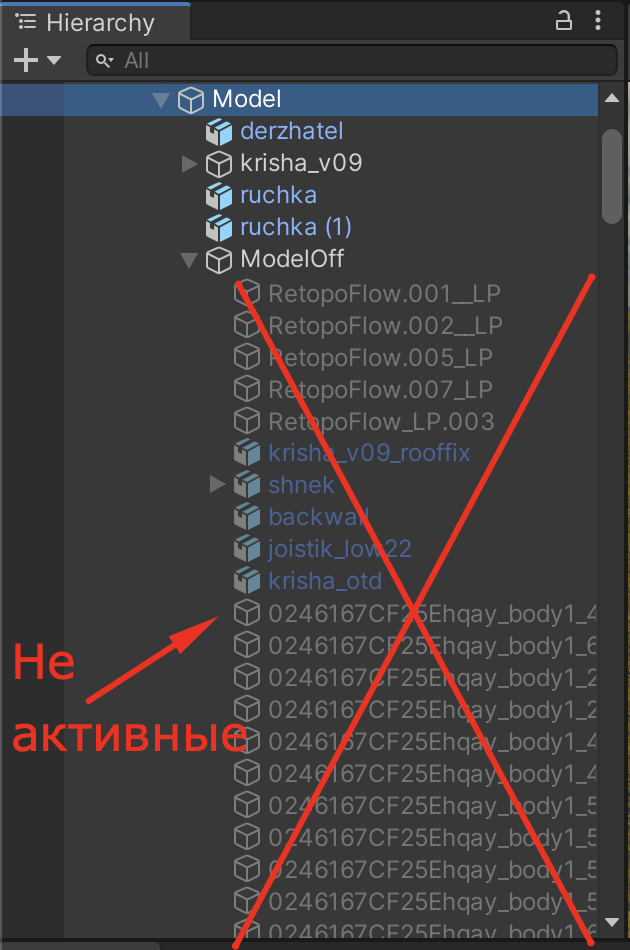 Hierarchy
All
Model
derzhatel
krisha_v09
ruchka
ruchka (1)
ModelOff
RetopoFlow.001__LP
RetopoFlow.002__LP
RetopoFlow.005_LP
RetopoFlow.007_LP
RetopoFlow_LP.003
krisha_v09_rooffix
shnek
backwall
joistik_low22
krisha_otd
0246167CF25Ehqay_body1_4
0246167CF25Ehqay_body1_6
0246167CF25Ehqay_body1_2
0246167CF25Ehqay_body1_2
0246167CF25Ehqay_body1_4
0246167CF25Ehqay_body1_4
0246167CF25Ehqay_body1_5
0246167CF25Ehqay_body1_5
0246167CF25Ehqay_body1_5
0246167CF25Ehqay_body1_5
0246167CF25Ehqay_body1_6
Не
активные